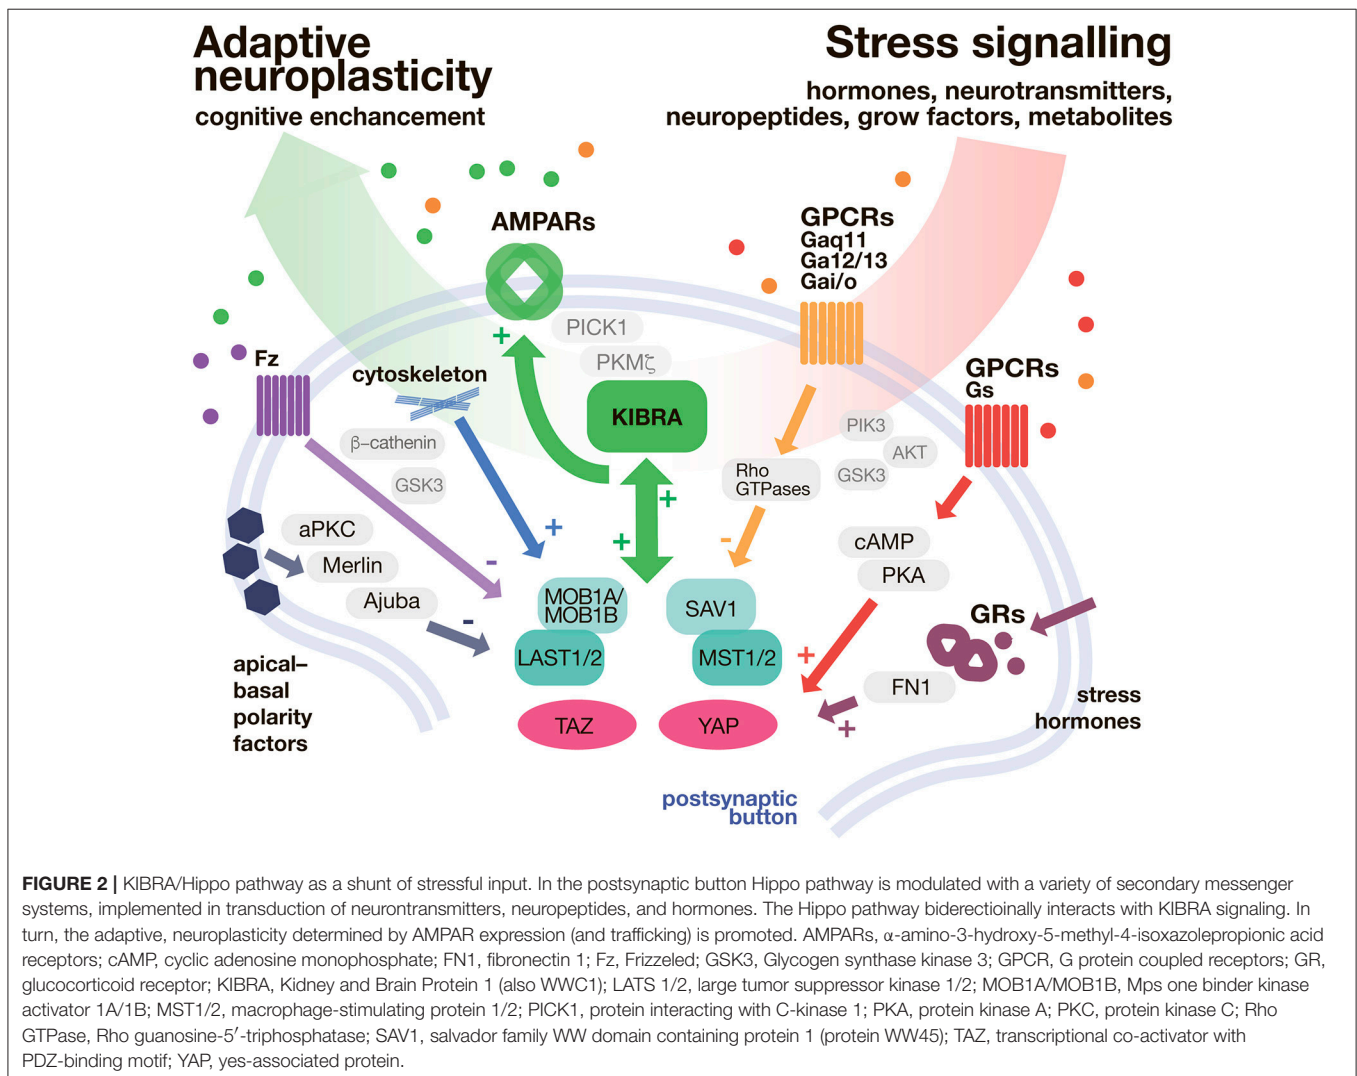 Adaptive
neuroplasticity
cognitive enchancement
Stress signalling
hormones, neurotransmitters,
neuropeptides, grow factors, metabolites
AMPARs
GPCRs
Gaq11
Ga12/13
Gai/o
PICK1
PKMζ
KIBRA
Fz
cytoskeleton
GPCRs
Gs
β–cathenin
GSK3
PIK3
AKT
GSK3
Rho
GTPases
+
+
+
+
-
-
aPKC
Merlin
Ajuba
-
cAMP
PKA
MOB1A/
MOB1B
SAV1
LAST1/2
MST1/2
+
GRs
FN1
+
TAZ
YAP
apical–
basal
polarity
factors
stress
hormones
postsynaptic
button
FIGURE 2 | KIBRA/Hippo pathway as a shunt of stressful input. In the postsynaptic button Hippo pathway is modulated with a variety of secondary messenger
systems, implemented in transduction of neurontransmitters, neuropeptides, and hormones. The Hippo pathway biderectioinally interacts with KIBRA signaling. In
turn, the adaptive, neuroplasticity determined by AMPAR expression (and trafficking) is promoted. AMPARs, α-amino-3-hydroxy-5-methyl-4-isoxazolepropionic acid
receptors; cAMP, cyclic adenosine monophosphate; FN1, fibronectin 1; Fz, Frizzeled; GSK3, Glycogen synthase kinase 3; GPCR, G protein coupled receptors; GR,
glucocorticoid receptor; KIBRA, Kidney and Brain Protein 1 (also WWC1); LATS 1/2, large tumor suppressor kinase 1/2; MOB1A/MOB1B, Mps one binder kinase
activator 1A/1B; MST1/2, macrophage-stimulating protein 1/2; PICK1, protein interacting with C-kinase 1; PKA, protein kinase A; PKC, protein kinase C; Rho
GTPase, Rho guanosine-5′-triphosphatase; SAV1, salvador family WW domain containing protein 1 (protein WW45); TAZ, transcriptional co-activator with
PDZ-binding motif; YAP, yes-associated protein.